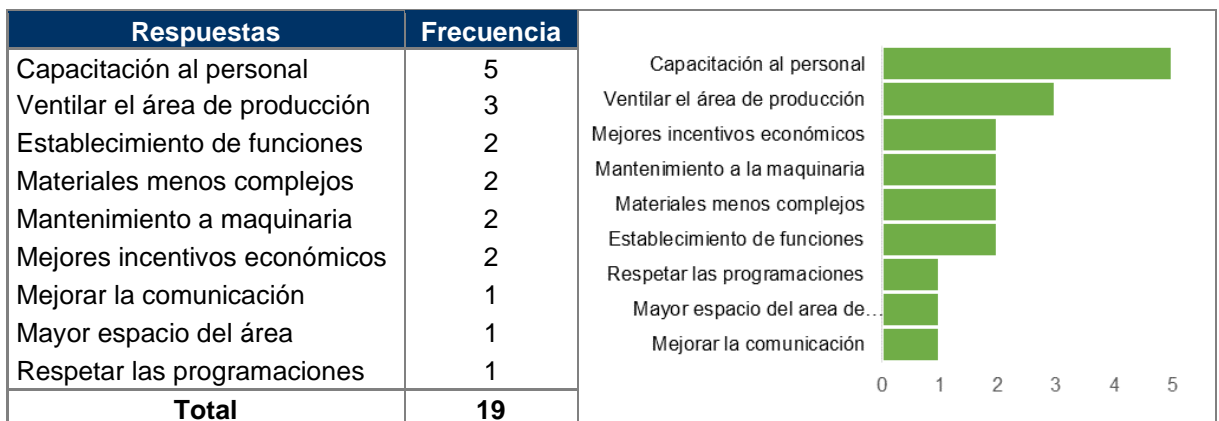 Respuestas Frecuencia
Capacitación al personal 5
Ventilar el área de producción 3
Establecimiento de funciones 2
Materiales menos complejos 2
Mantenimiento a maquinaria 2
Mejores incentivos económicos 2
Mejorar la comunicación 1
Mayor espacio del área 1
Respetar las programaciones 1
Total 19
Capacitación al personal
Ventilar el área de producción
Mejores incentivos económicos
Mantenimiento a la maquinaria
Materiales menos complejos
Establecimiento de funciones
Respetar las programaciones
Mayor espacio del area de…
Mejorar la comunicación
0 1 2 3 4 5